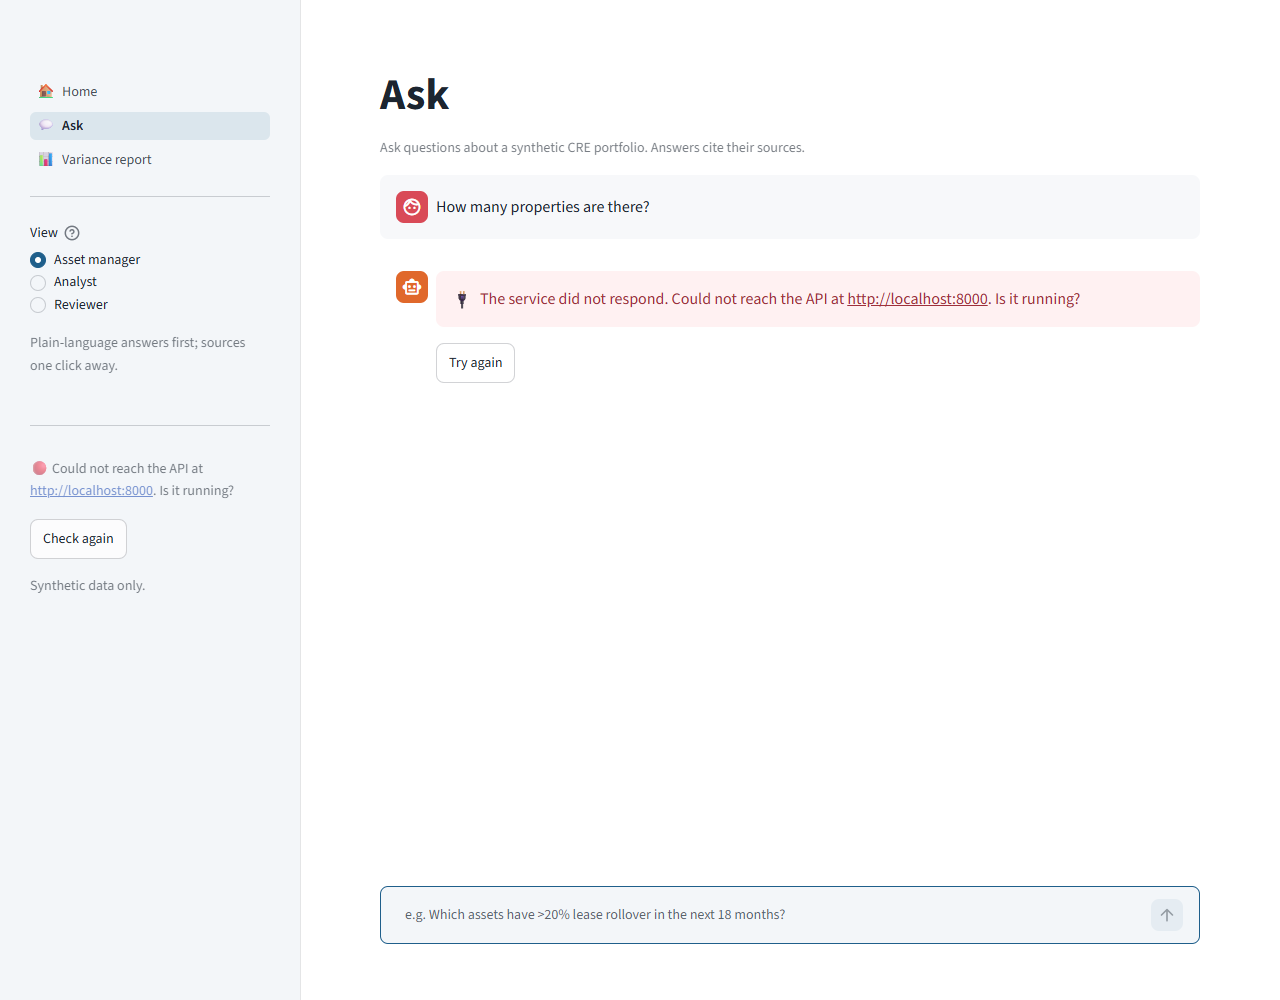 Home
Ask
Variance report
View
Asset manager
Analyst
Reviewer
Plain-language answers first; sources
one click away.
Could not reach the API at
http://localhost:8000. Is it running?
Check again
Synthetic data only.
Ask
Ask questions about a synthetic CRE portfolio. Answers cite their sources.
How many properties are there?
The service did not respond. Could not reach the API at http://localhost:8000. Is it running?
Try again
e.g. Which assets have >20% lease rollover in the next 18 months?